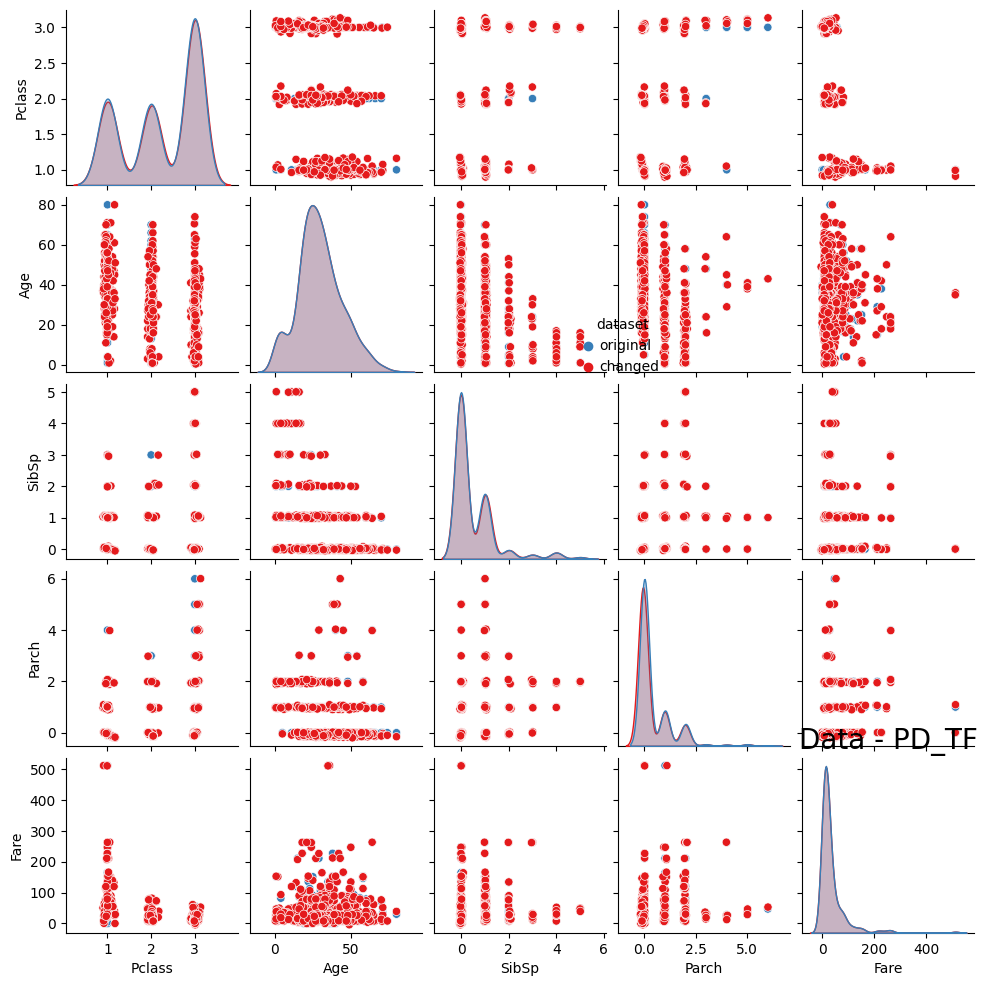 3.0
2.5
2.0
1.5
1.0
Pclass
80
60
40
20
0
Age
dataset
original
changed
5
4
3
2
1
0
SibSp
6
4
2
0
Parch
Data - PD_TF
500
400
300
200
100
0
Fare
1 2 3
0 50
0 2 4 6
0.0 2.5 5.0
0 200 400
Pclass Age SibSp Parch Fare